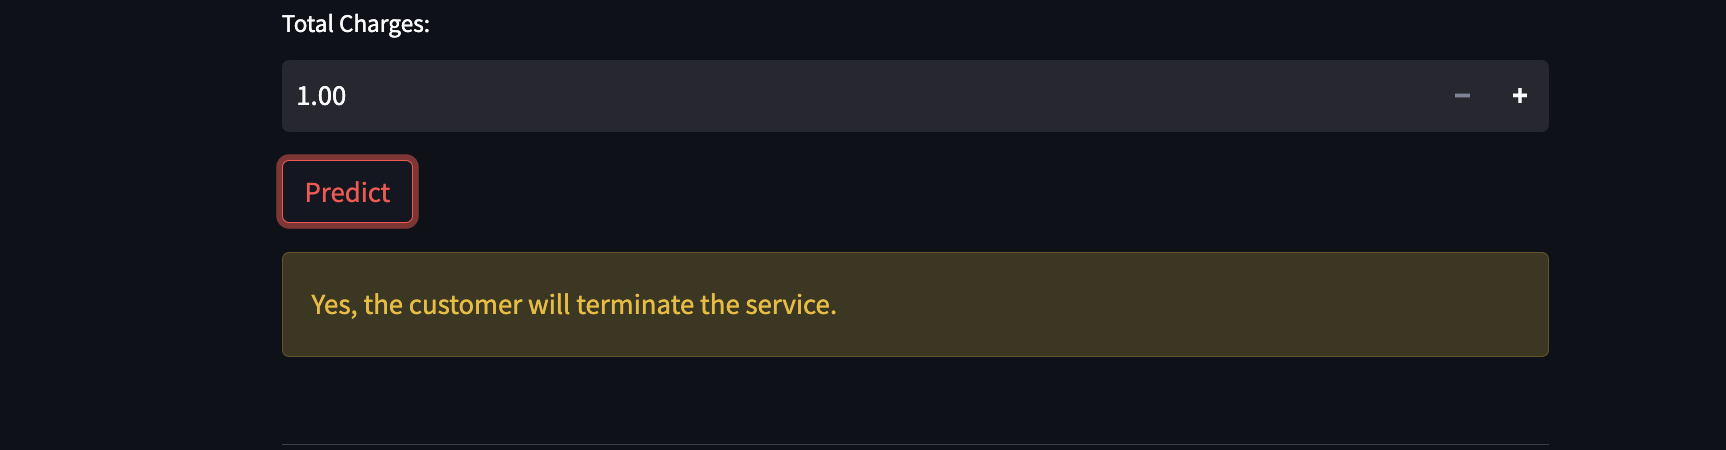 Total Charges:
1.00
Predict
Yes, the customer will terminate the service.